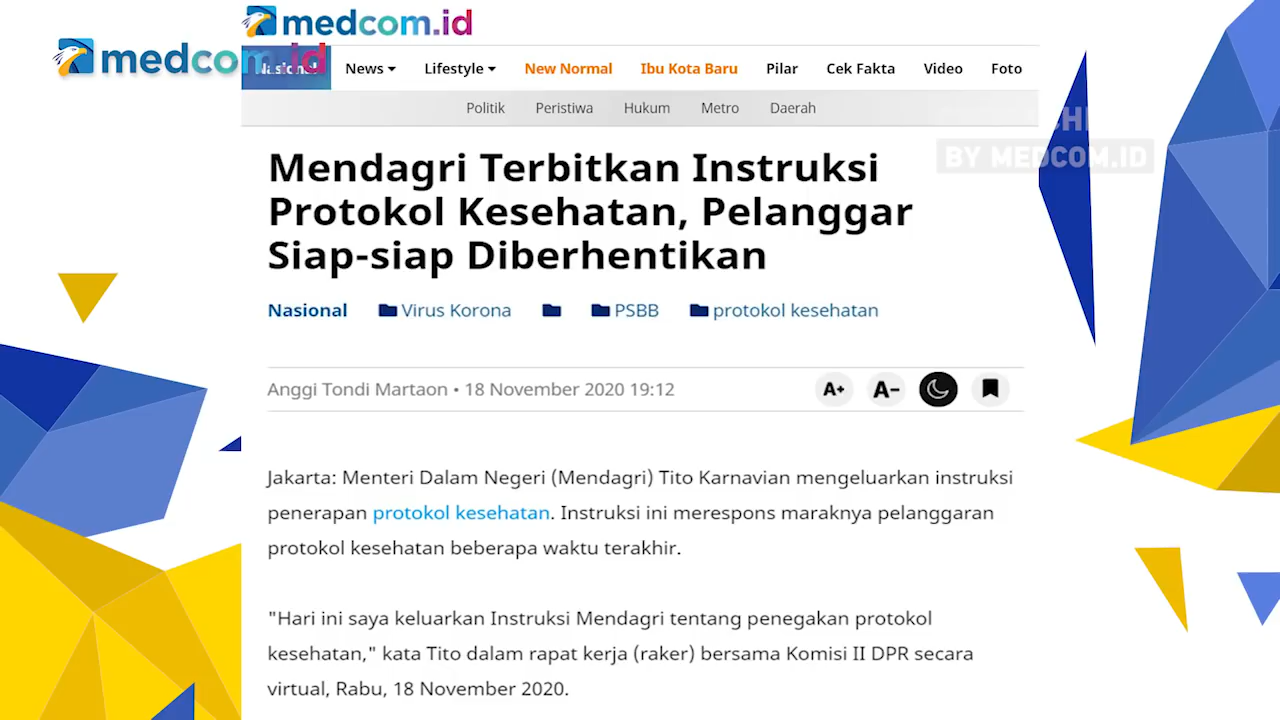 medcom.id
medcom.id
Nasional News Lifestyle New Normal Ibu Kota Baru Pilar Cek Fakta Video Foto
Politik Peristiwa Hukum Metro Daerah
BY MEDCOM.ID
Mendagri Terbitkan Instruksi
Protokol Kesehatan, Pelanggar
Siap-siap Diberhentikan
Nasional Virus Korona PSBB protokol kesehatan
Anggi Tondi Martaon • 18 November 2020 19:12
A+ A-
Jakarta: Menteri Dalam Negeri (Mendagri) Tito Karnavian mengeluarkan instruksi
penerapan protokol kesehatan. Instruksi ini merespons maraknya pelanggaran
protokol kesehatan beberapa waktu terakhir.
"Hari ini saya keluarkan Instruksi Mendagri tentang penegakan protokol
kesehatan," kata Tito dalam rapat kerja (raker) bersama Komisi II DPR secara
virtual, Rabu, 18 November 2020.